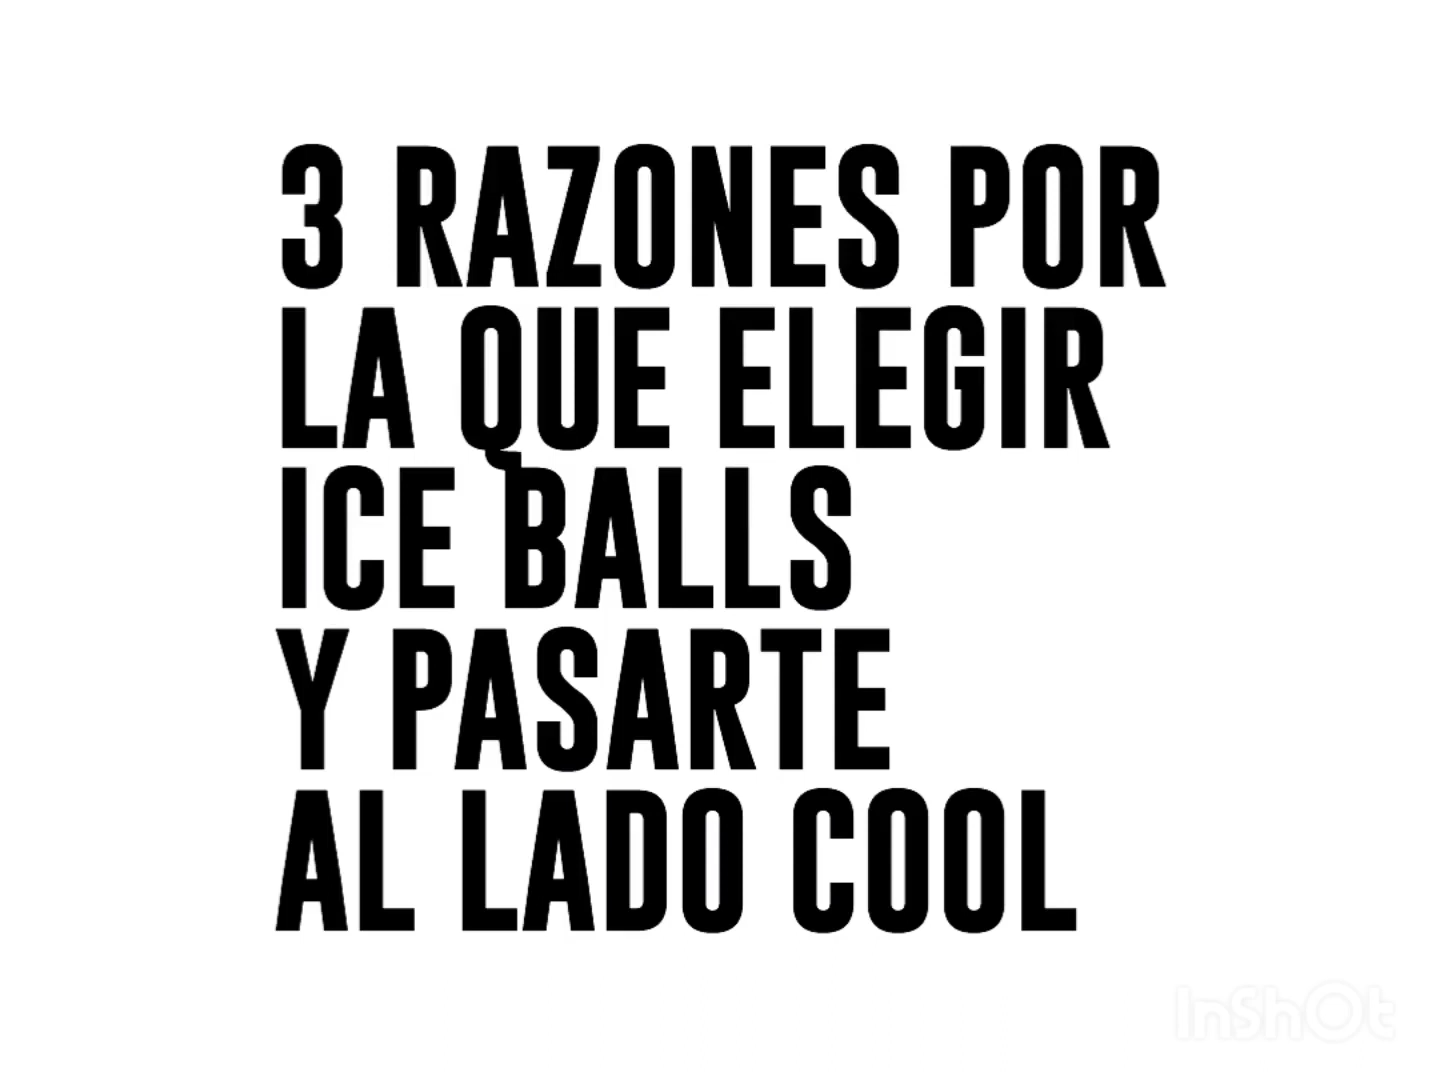 3 RAZONES POR
LA QUE ELEGIR
ICE BALLS
Y PASARTE
AL LADO COOL
InShOt